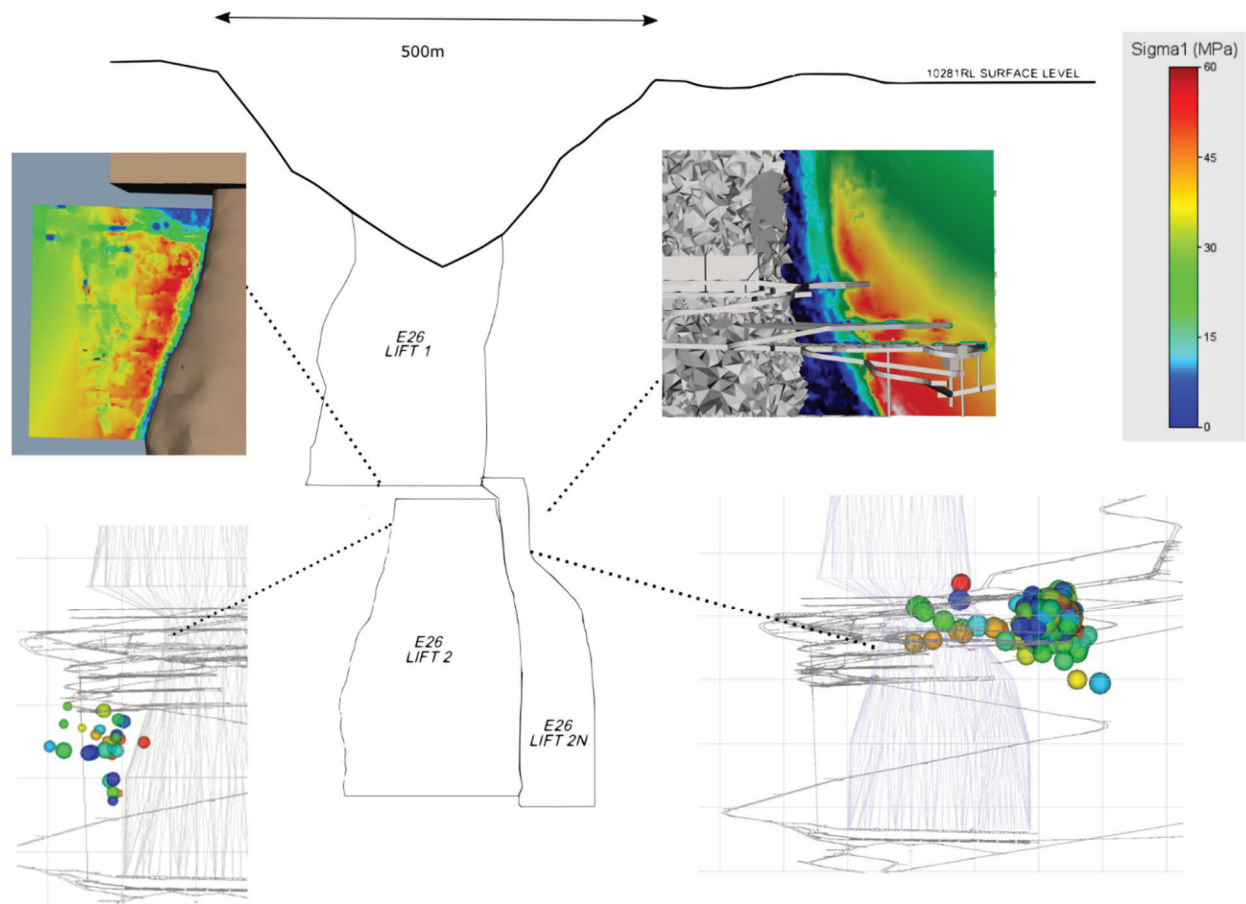 500m
10281RL SURFACE LEVEL
Sigma1 (MPa)
60
45
30
15
0
E26
LIFT 1
E26
LIFT 2
E26
LIFT 2N